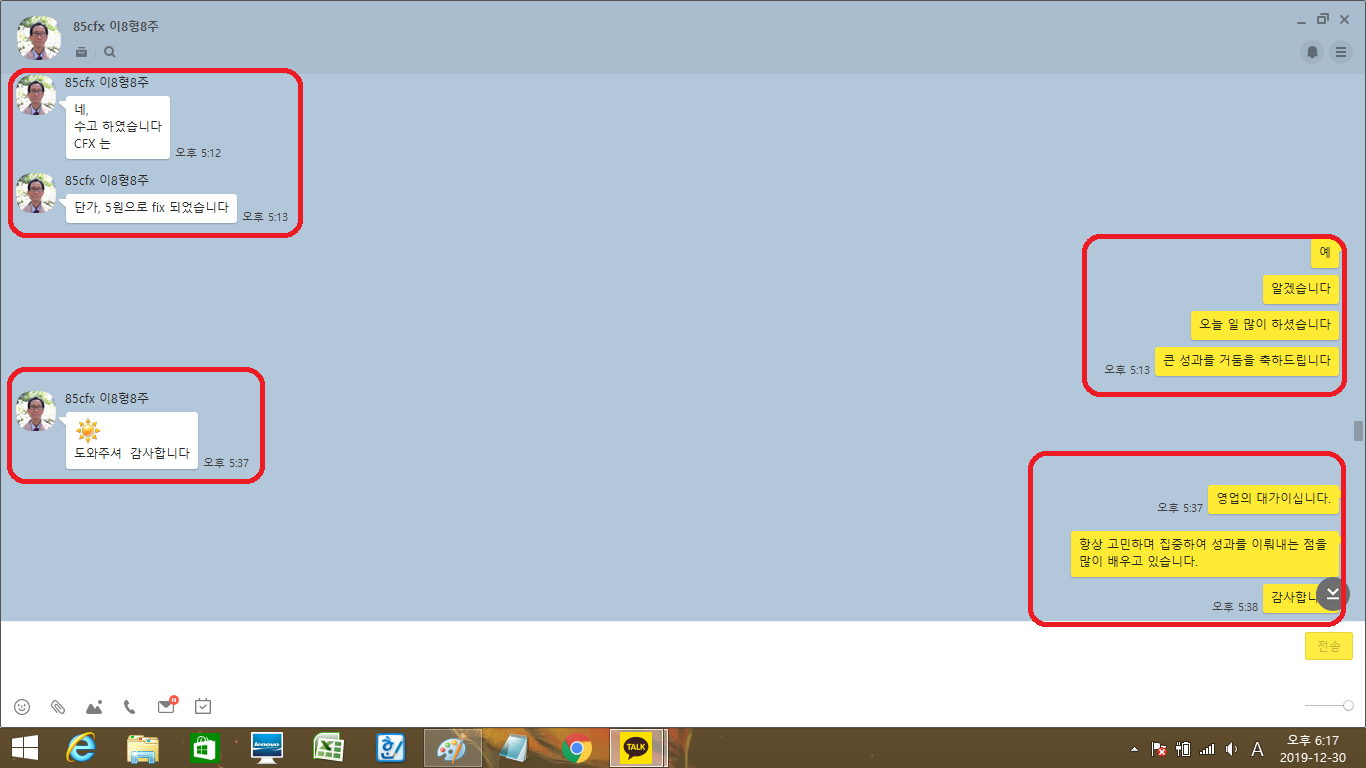 85cfx 이8형8주
85cfx 이8형8주
네,
수고 하였습니다
CFX 는
오후 5:12
85cfx 이8형8주
단가, 5원으로 fix 되었습니다
오후 5:13
예
알겠습니다
오늘 일 많이 하셨습니다
큰 성과를 거둠을 축하드립니다
오후 5:13
85cfx 이8형8주
도와주셔 감사합니다
오후 5:37
영업의 대가이십니다.
오후 5:37
항상 고민하며 집중하여 성과를 이뤄내는 점을
많이 배우고 있습니다.
오후 5:38
전송
N
lenovo
TALK
A
오후 6:17
2019-12-30